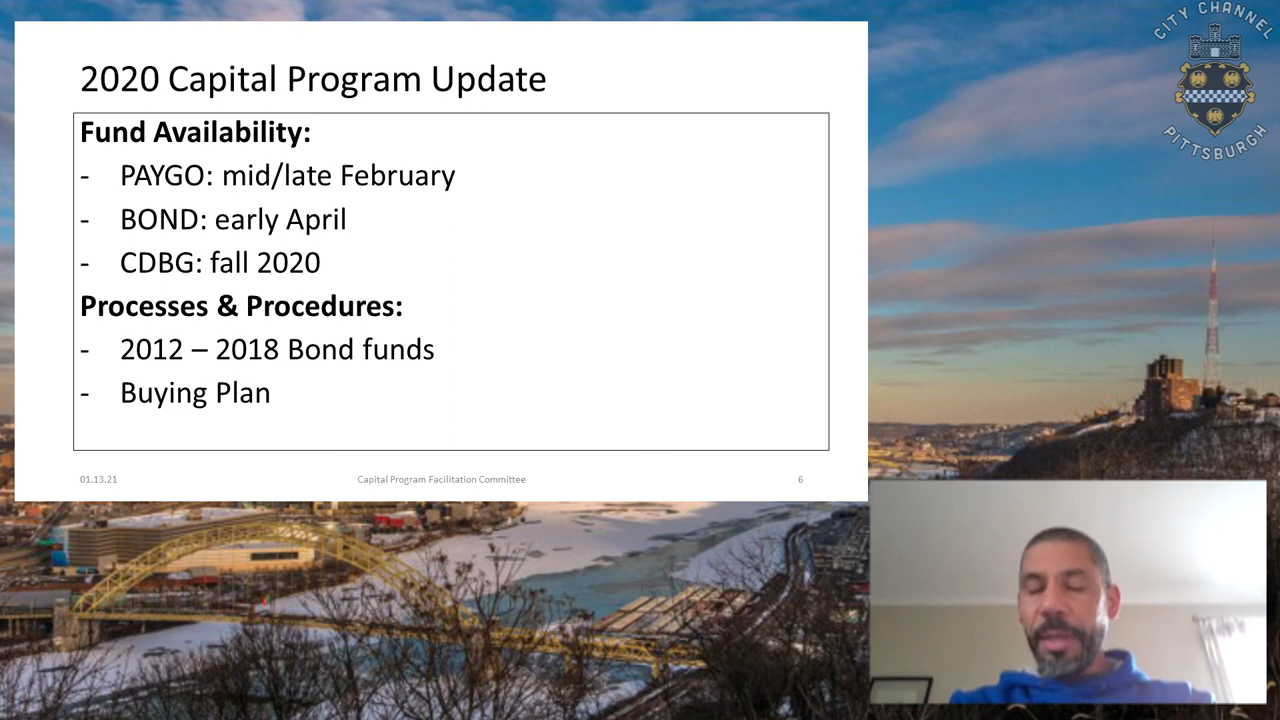 2020 Capital Program Update
Fund Availability:
- PAYGO: mid/late February
- BOND: early April
- CDBG: fall 2020
Processes & Procedures:
- 2012 – 2018 Bond funds
- Buying Plan
01.13.21
Capital Program Facilitation Committee
6
CITY CHANNEL
PITTSBURGH